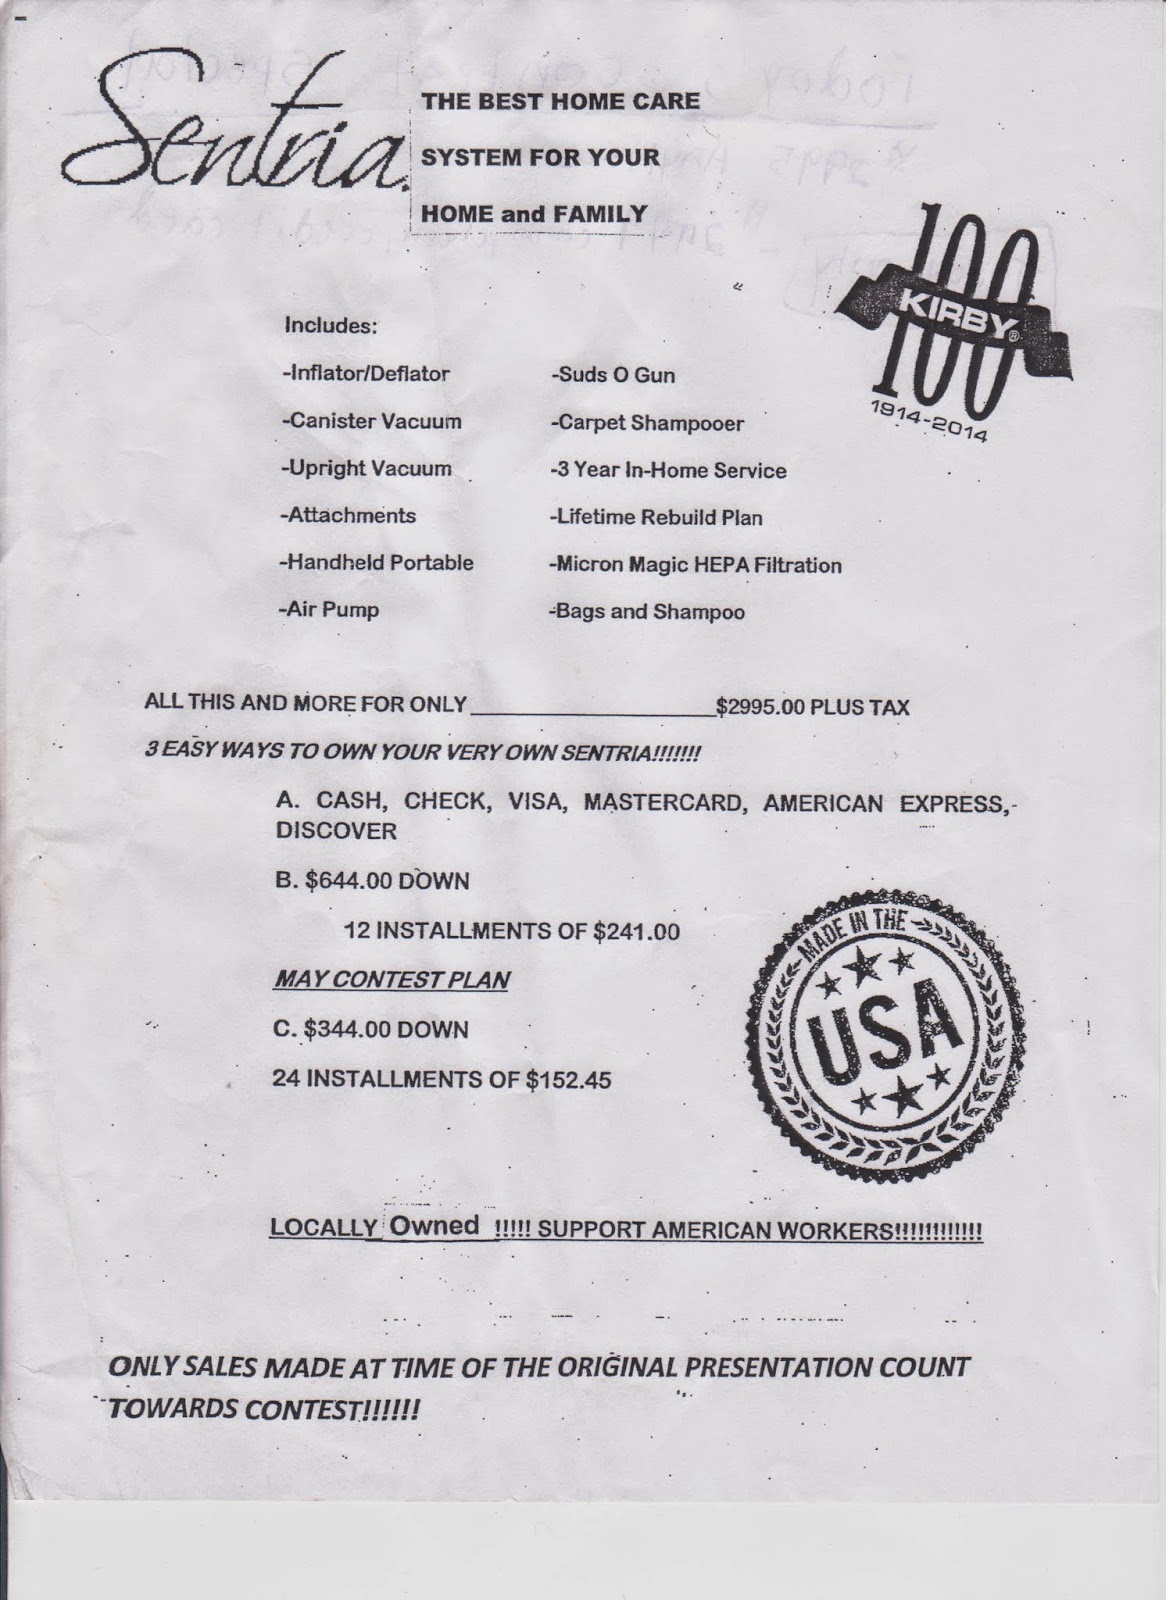 Sentria
THE BEST HOME CARE
SYSTEM FOR YOUR
HOME and FAMILY
100
KIRBY®
1914-2014
Includes:
-Inflator/Deflator
-Suds O Gun
-Canister Vacuum
-Carpet Shampooer
-Upright Vacuum
-3 Year In-Home Service
-Attachments
-Lifetime Rebuild Plan
-Handheld Portable
-Micron Magic HEPA Filtration
-Air Pump
-Bags and Shampoo
ALL THIS AND MORE FOR ONLY ____________________$2995.00 PLUS TAX
3 EASY WAYS TO OWN YOUR VERY OWN SENTRIA!!!!!!!
A. CASH, CHECK, VISA, MASTERCARD, AMERICAN EXPRESS,
DISCOVER
B. $644.00 DOWN
12 INSTALLMENTS OF $241.00
MAY CONTEST PLAN
C. $344.00 DOWN
24 INSTALLMENTS OF $152.45
MADE IN THE
USA
LOCALLY Owned !!!!! SUPPORT AMERICAN WORKERS!!!!!!!!!!!!
ONLY SALES MADE AT TIME OF THE ORIGINAL PRESENTATION COUNT
TOWARDS CONTEST!!!!!!